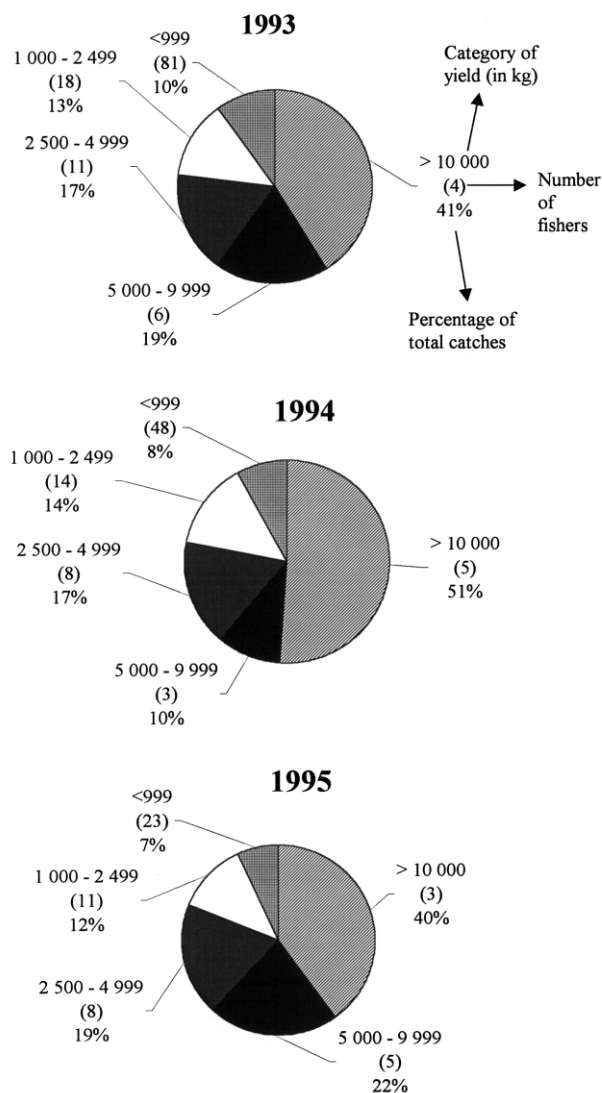 1993
<999
(81)
10%
1 000 - 2 499
(18)
13%
2 500 - 4 999
(11)
17%
5 000 - 9 999
(6)
19%
> 10 000
(4)
41%
Category of
yield (in kg)
Number
of
fishers
Percentage of
total catches
1994
<999
(48)
8%
1 000 - 2 499
(14)
14%
2 500 - 4 999
(8)
17%
5 000 - 9 999
(3)
10%
> 10 000
(5)
51%
1995
<999
(23)
7%
1 000 - 2 499
(11)
12%
2 500 - 4 999
(8)
19%
5 000 - 9 999
(5)
22%
> 10 000
(3)
40%